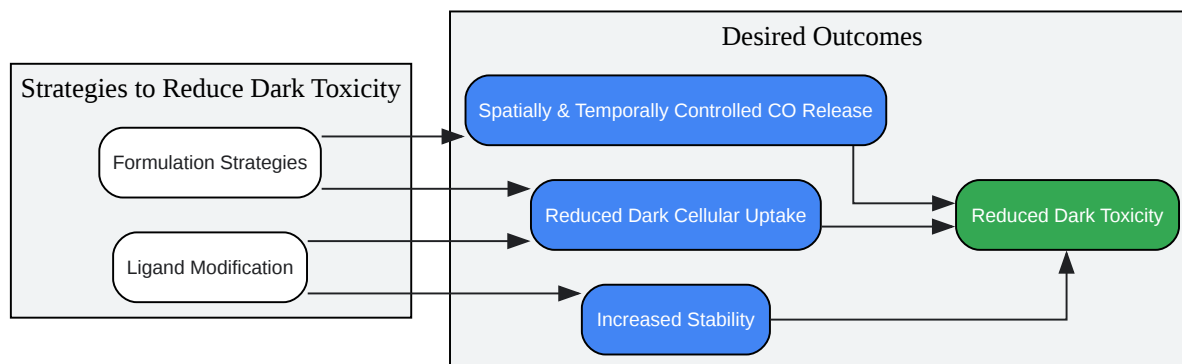 Strategies to Reduce Dark Toxicity
Formulation Strategies
Ligand Modification
Desired Outcomes
Spatially & Temporally Controlled CO Release
Reduced Dark Cellular Uptake
Increased Stability
Reduced Dark Toxicity